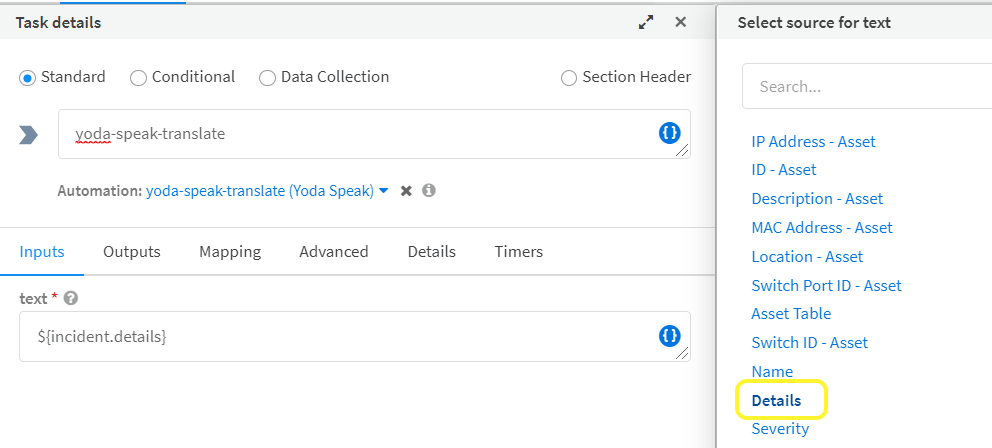 Task details
Standard Conditional Data Collection Section Header
yoda-speak-translate
Automation: yoda-speak-translate (Yoda Speak)
Inputs Outputs Mapping Advanced Details Timers
text *
${incident.details}
Select source for text
Search...
IP Address - Asset
ID - Asset
Description - Asset
MAC Address - Asset
Location - Asset
Switch Port ID - Asset
Asset Table
Switch ID - Asset
Name
Details
Severity